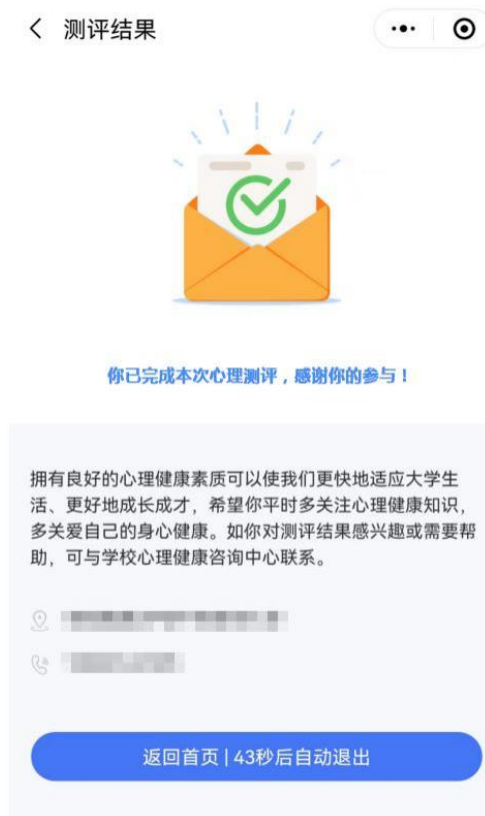 测评结果
你已完成本次心理测评，感谢你的参与！
拥有良好的心理健康素质可以使我们更快地适应大学生
活、更好地成长成才，希望你平时多关注心理健康知识，
多关爱自己的身心健康。如你对测评结果感兴趣或需要帮
助，可与学校心理健康咨询中心联系。
返回首页 | 43秒后自动退出